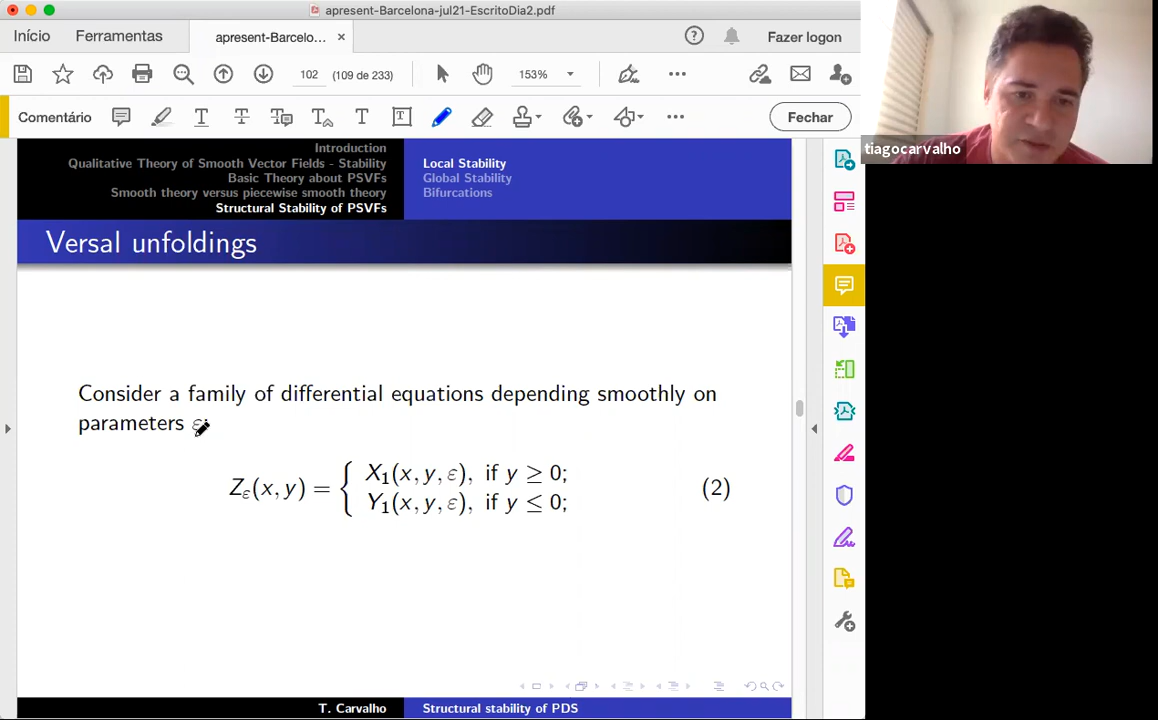 apresent-Barcelona-jul21-EscritoDia2.pdf
Início
Ferramentas
apresent-Barcelo...
Fazer logon
102
(109 de 233)
153%
Comentário
Fechar
tiagocarvalho
Introduction
Qualitative Theory of Smooth Vector Fields - Stability
Basic Theory about PSVFs
Smooth theory versus piecewise smooth theory
Structural Stability of PSVFs
Local Stability
Global Stability
Bifurcations
Versal unfoldings
Consider a family of differential equations depending smoothly on
parameters
Z_ε(x, y) = { X₁(x, y, ε), if y ≥ 0;
Y₁(x, y, ε), if y ≤ 0;
(2)
T. Carvalho
Structural stability of PDS